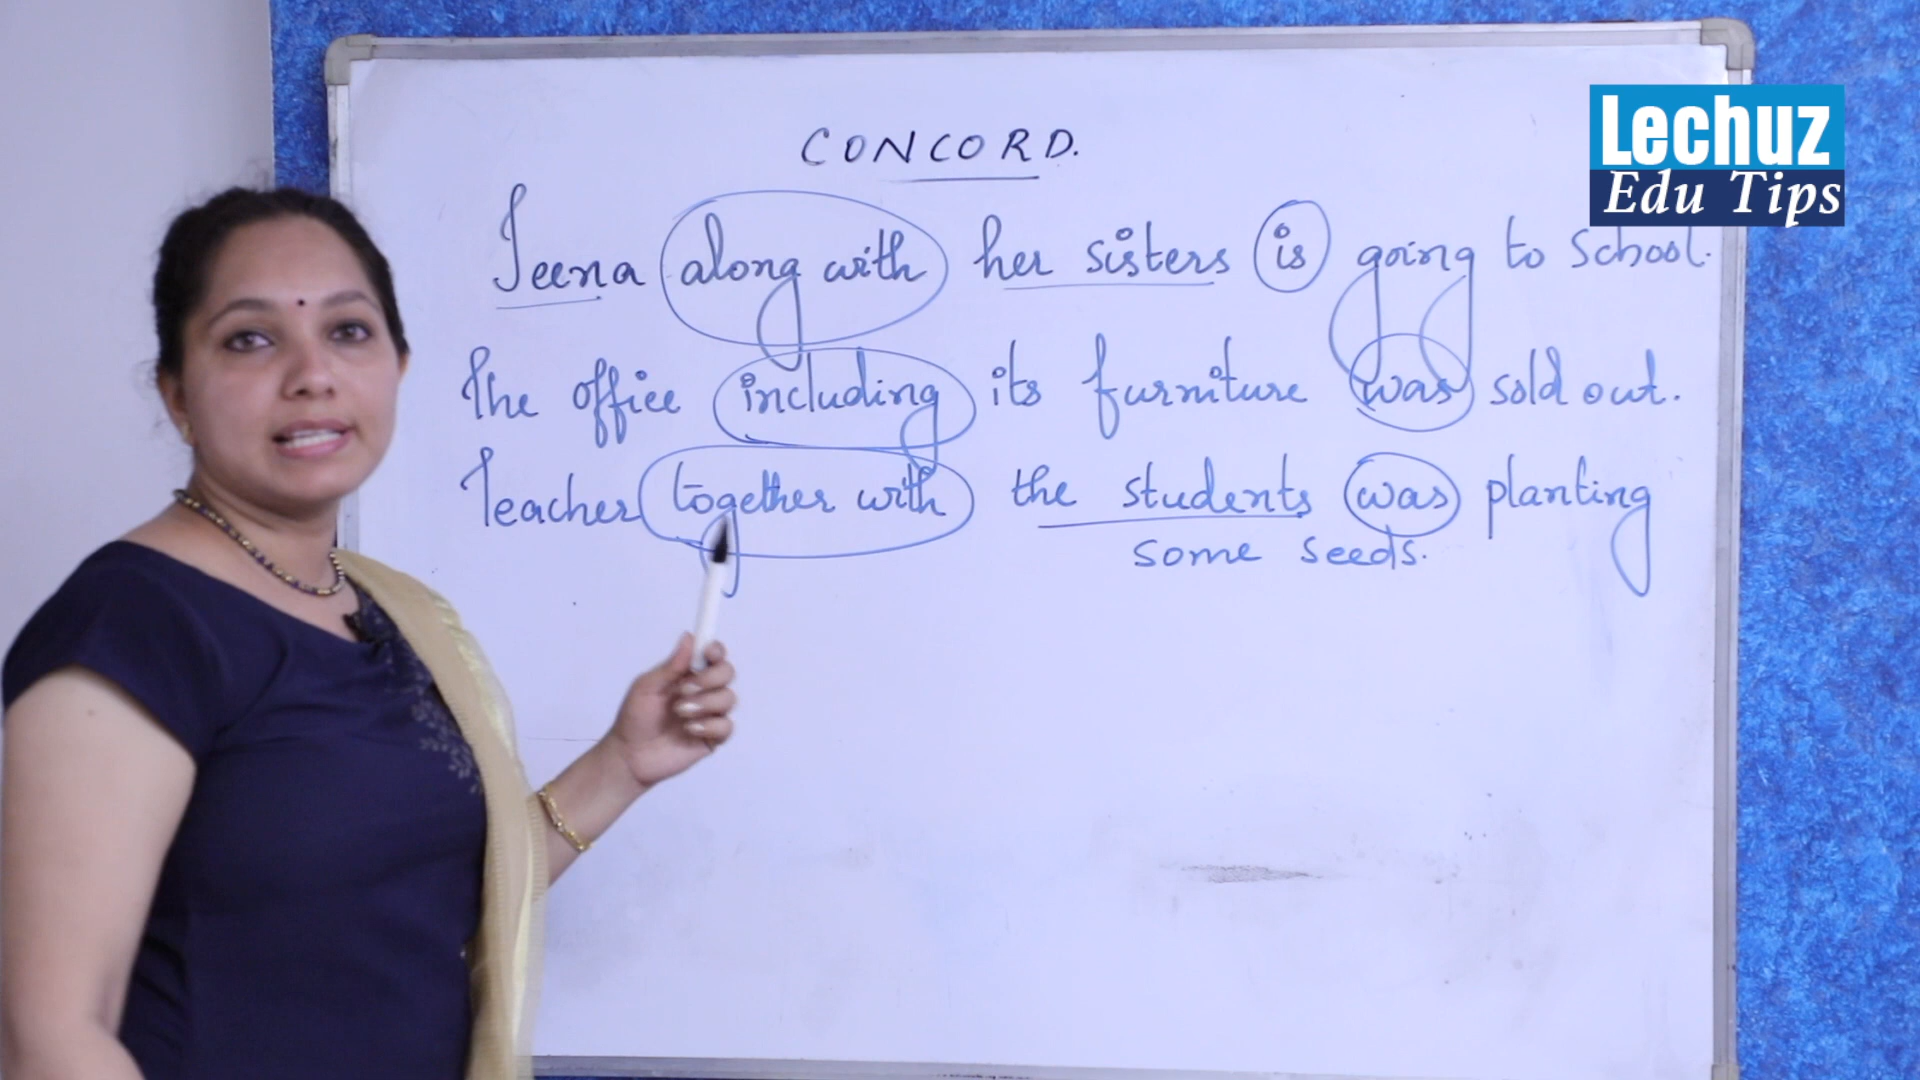 CONCORD.
Jeena along with her sisters is going to school.
The office including its furniture was sold out.
Teacher together with the students was planting
some seeds.
Lechuz
Edu Tips